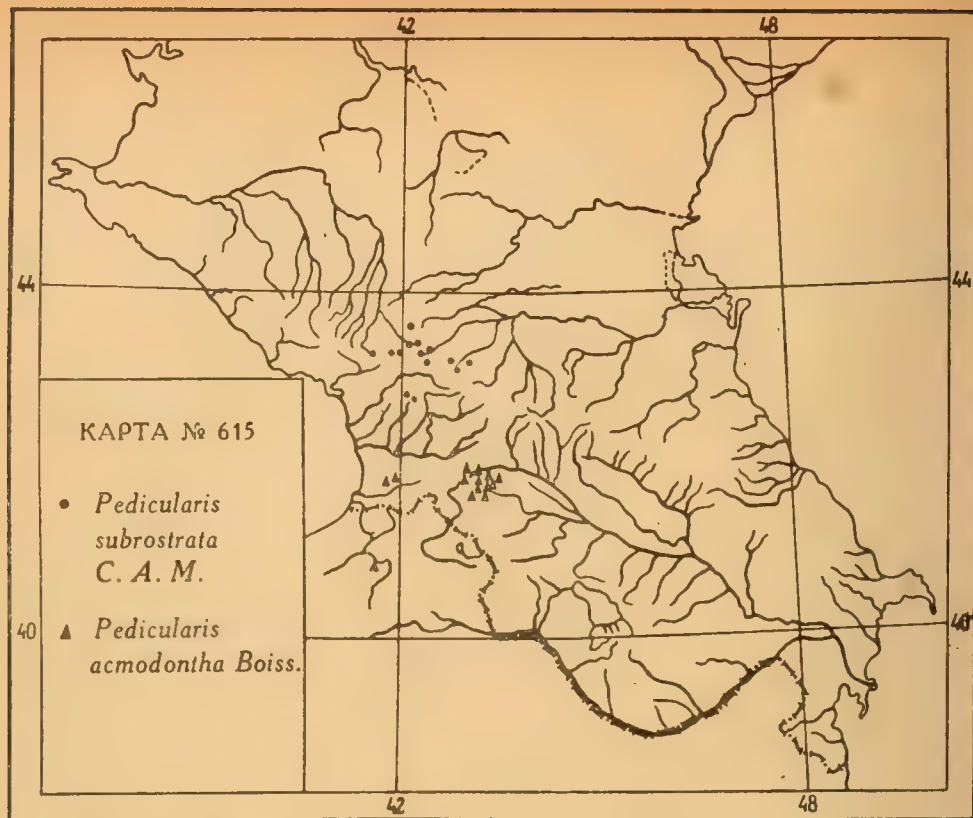 42 48
44 44
КАРТА № 615
• Pedicularis
subrostrata
C. A. M.
40 40
▲ Pedicularis
acmodontha Boiss.
42 48